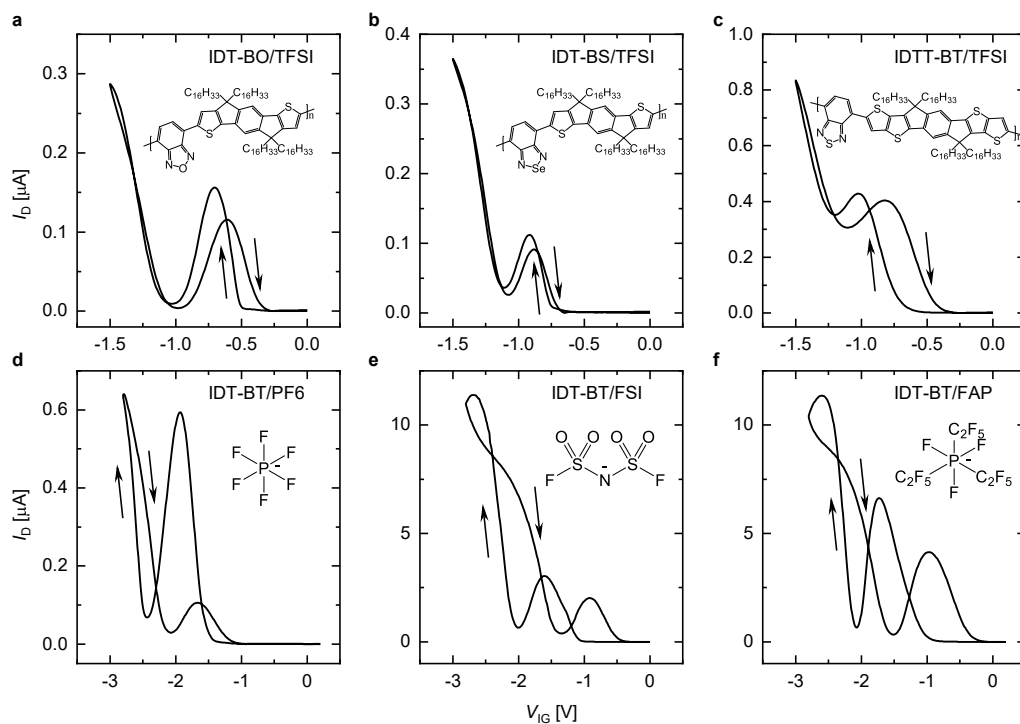 a
IDT-BO/TFSI
C16H33 C16H33
S
n
S
N N
O
C16H33 C16H33
0.3
0.2
0.1
0.0
-1.5 -1.0 -0.5 0.0
ID [µA]
b
IDT-BS/TFSI
C16H33 C16H33
S
n
S
N N
Se
C16H33 C16H33
0.4
0.3
0.2
0.1
0.0
-1.5 -1.0 -0.5 0.0
c
IDTT-BT/TFSI
C16H33 C16H33
S S
S n
N N S S
S
C16H33 C16H33
1.0
0.8
0.6
0.4
0.2
0.0
-1.5 -1.0 -0.5 0.0
d
IDT-BT/PF6
F
F F
P-
F F
F
0.6
0.4
0.2
0.0
-3 -2 -1 0
ID [µA]
e
IDT-BT/FSI
O O O O
S - S
F N F
10
5
0
-3 -2 -1 0
VIG [V]
f
IDT-BT/FAP
C2F5
F F
P-
C2F5 C2F5
F
10
5
0
-3 -2 -1 0